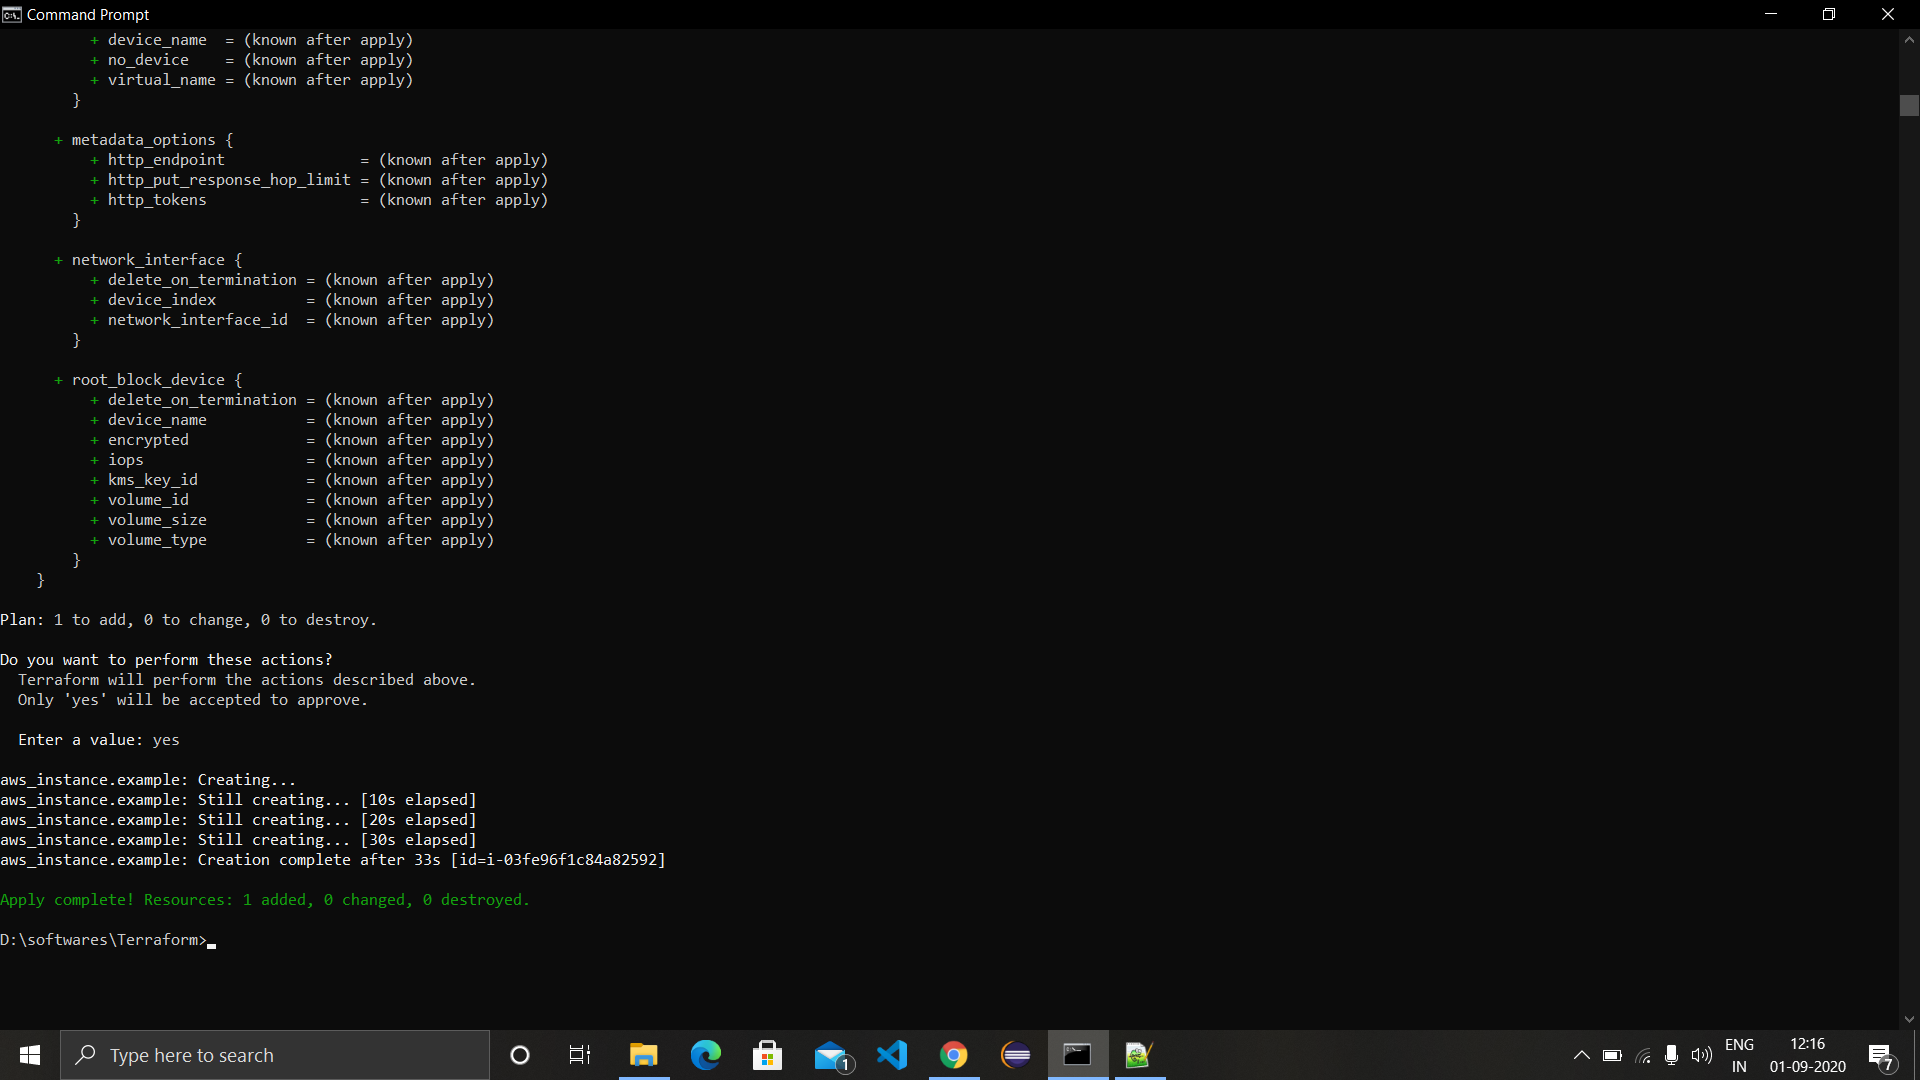 Command Prompt
+ device_name  = (known after apply)
+ no_device    = (known after apply)
+ virtual_name = (known after apply)
}
+ metadata_options {
+ http_endpoint               = (known after apply)
+ http_put_response_hop_limit = (known after apply)
+ http_tokens                 = (known after apply)
}
+ network_interface {
+ delete_on_termination = (known after apply)
+ device_index          = (known after apply)
+ network_interface_id  = (known after apply)
}
+ root_block_device {
+ delete_on_termination = (known after apply)
+ device_name           = (known after apply)
+ encrypted             = (known after apply)
+ iops                  = (known after apply)
+ kms_key_id            = (known after apply)
+ volume_id             = (known after apply)
+ volume_size           = (known after apply)
+ volume_type           = (known after apply)
}
}
Plan: 1 to add, 0 to change, 0 to destroy.
Do you want to perform these actions?
Terraform will perform the actions described above.
Only 'yes' will be accepted to approve.
Enter a value: yes
aws_instance.example: Creating...
aws_instance.example: Still creating... [10s elapsed]
aws_instance.example: Still creating... [20s elapsed]
aws_instance.example: Still creating... [30s elapsed]
aws_instance.example: Creation complete after 33s [id=i-03fe96f1c84a82592]
Apply complete! Resources: 1 added, 0 changed, 0 destroyed.
D:\softwares\Terraform>
Type here to search
1
ENG
IN
12:16
01-09-2020
7